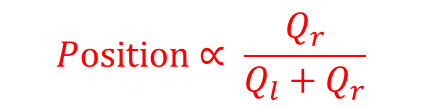 Position ∝ Q_r / (Q_l + Q_r)